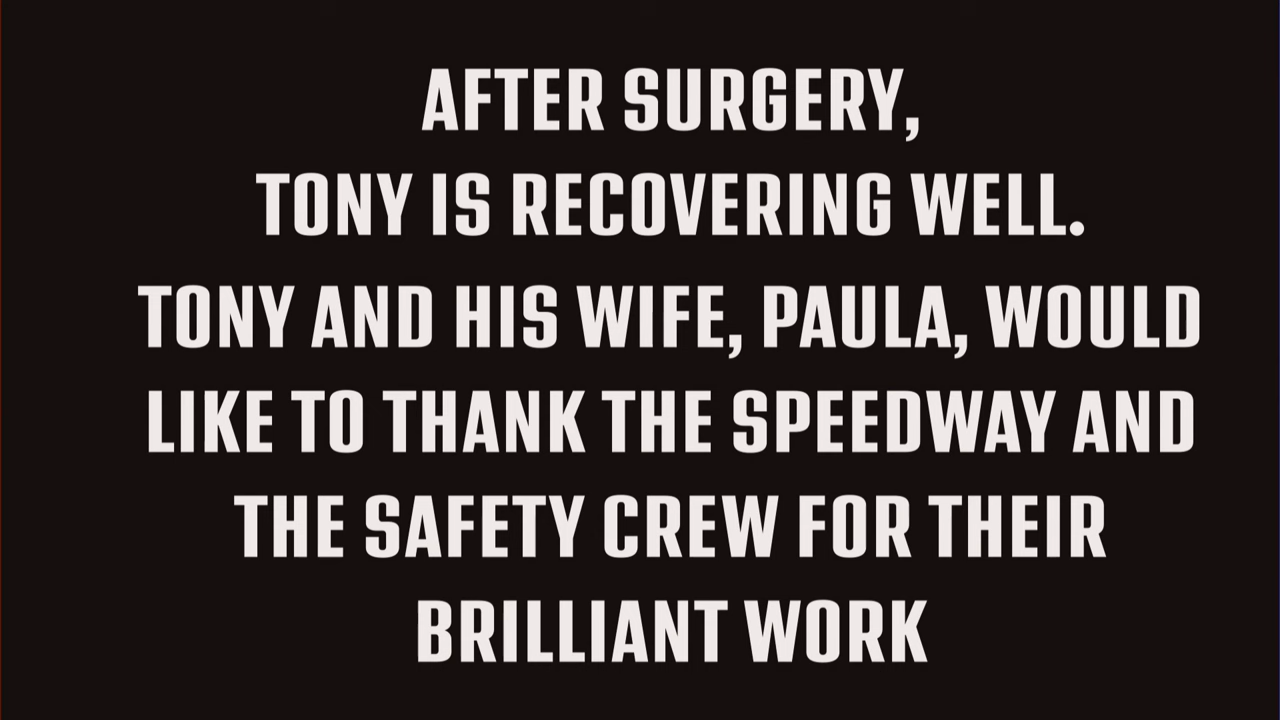 AFTER SURGERY,
TONY IS RECOVERING WELL.
TONY AND HIS WIFE, PAULA, WOULD
LIKE TO THANK THE SPEEDWAY AND
THE SAFETY CREW FOR THEIR
BRILLIANT WORK